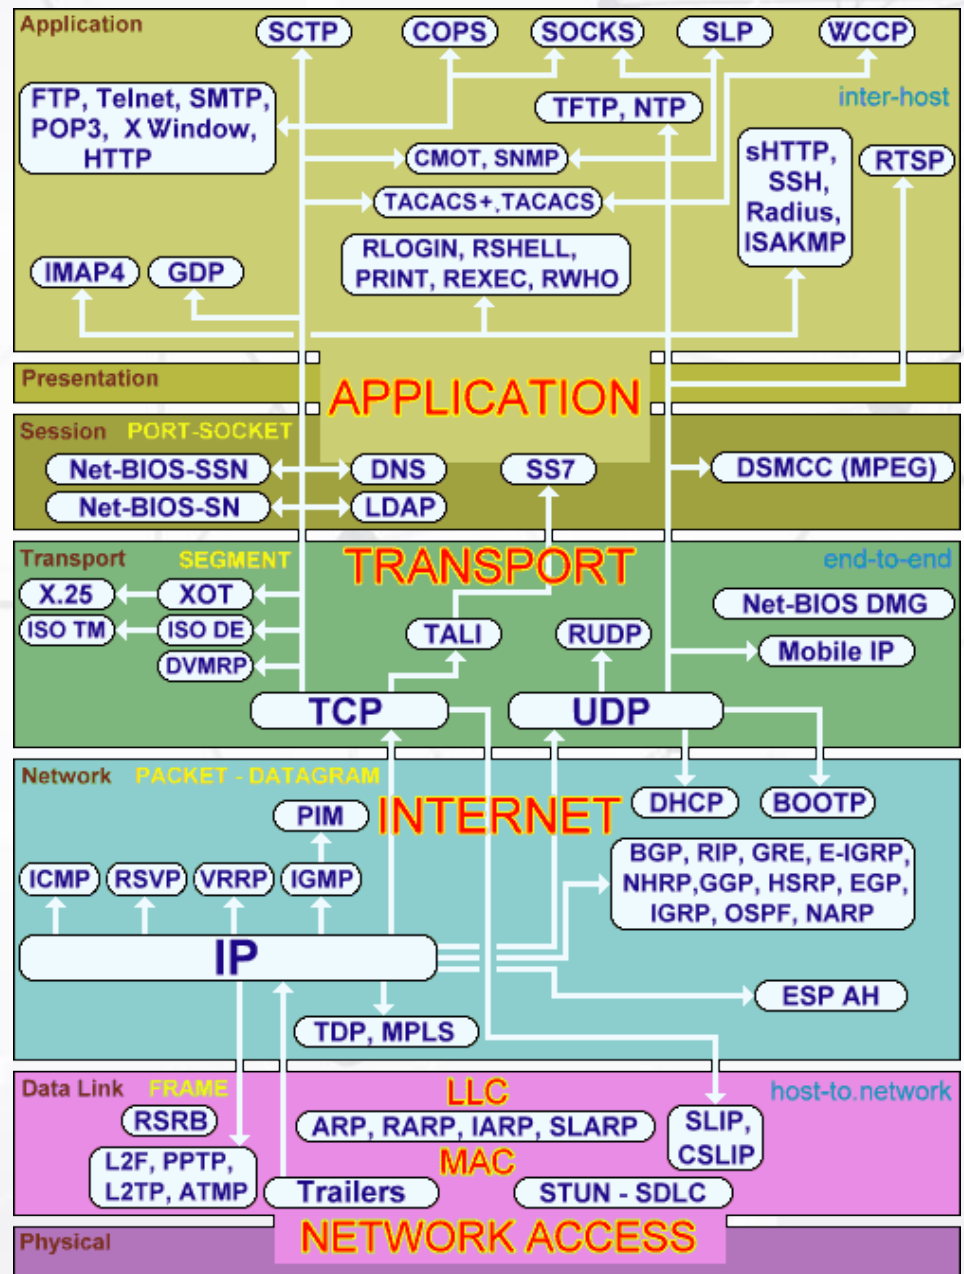 Application
SCTP
COPS
SOCKS
SLP
WCCP
FTP, Telnet, SMTP,
POP3, X Window,
HTTP
TFTP, NTP
inter-host
CMOT, SNMP
sHTTP,
SSH,
Radius,
ISAKMP
RTSP
TACACS+,TACACS
IMAP4
GDP
RLOGIN, RSHELL,
PRINT, REXEC, RWHO
Presentation
APPLICATION
Session
PORT-SOCKET
Net-BIOS-SSN
DNS
SS7
DSMCC (MPEG)
Net-BIOS-SN
LDAP
Transport
SEGMENT
TRANSPORT
end-to-end
X.25
XOT
Net-BIOS DMG
ISO TM
ISO DE
TALI
RUDP
Mobile IP
DVMRP
TCP
UDP
Network
PACKET - DATAGRAM
INTERNET
PIM
DHCP
BOOTP
ICMP
RSVP
VRRP
IGMP
BGP, RIP, GRE, E-IGRP,
NHRP,GGP, HSRP, EGP,
IGRP, OSPF, NARP
IP
ESP AH
TDP, MPLS
Data Link
FRAME
LLC
host-to.network
RSRB
ARP, RARP, IARP, SLARP
SLIP,
CSLIP
L2F, PPTP,
L2TP, ATMP
MAC
Trailers
STUN - SDLC
NETWORK ACCESS
Physical